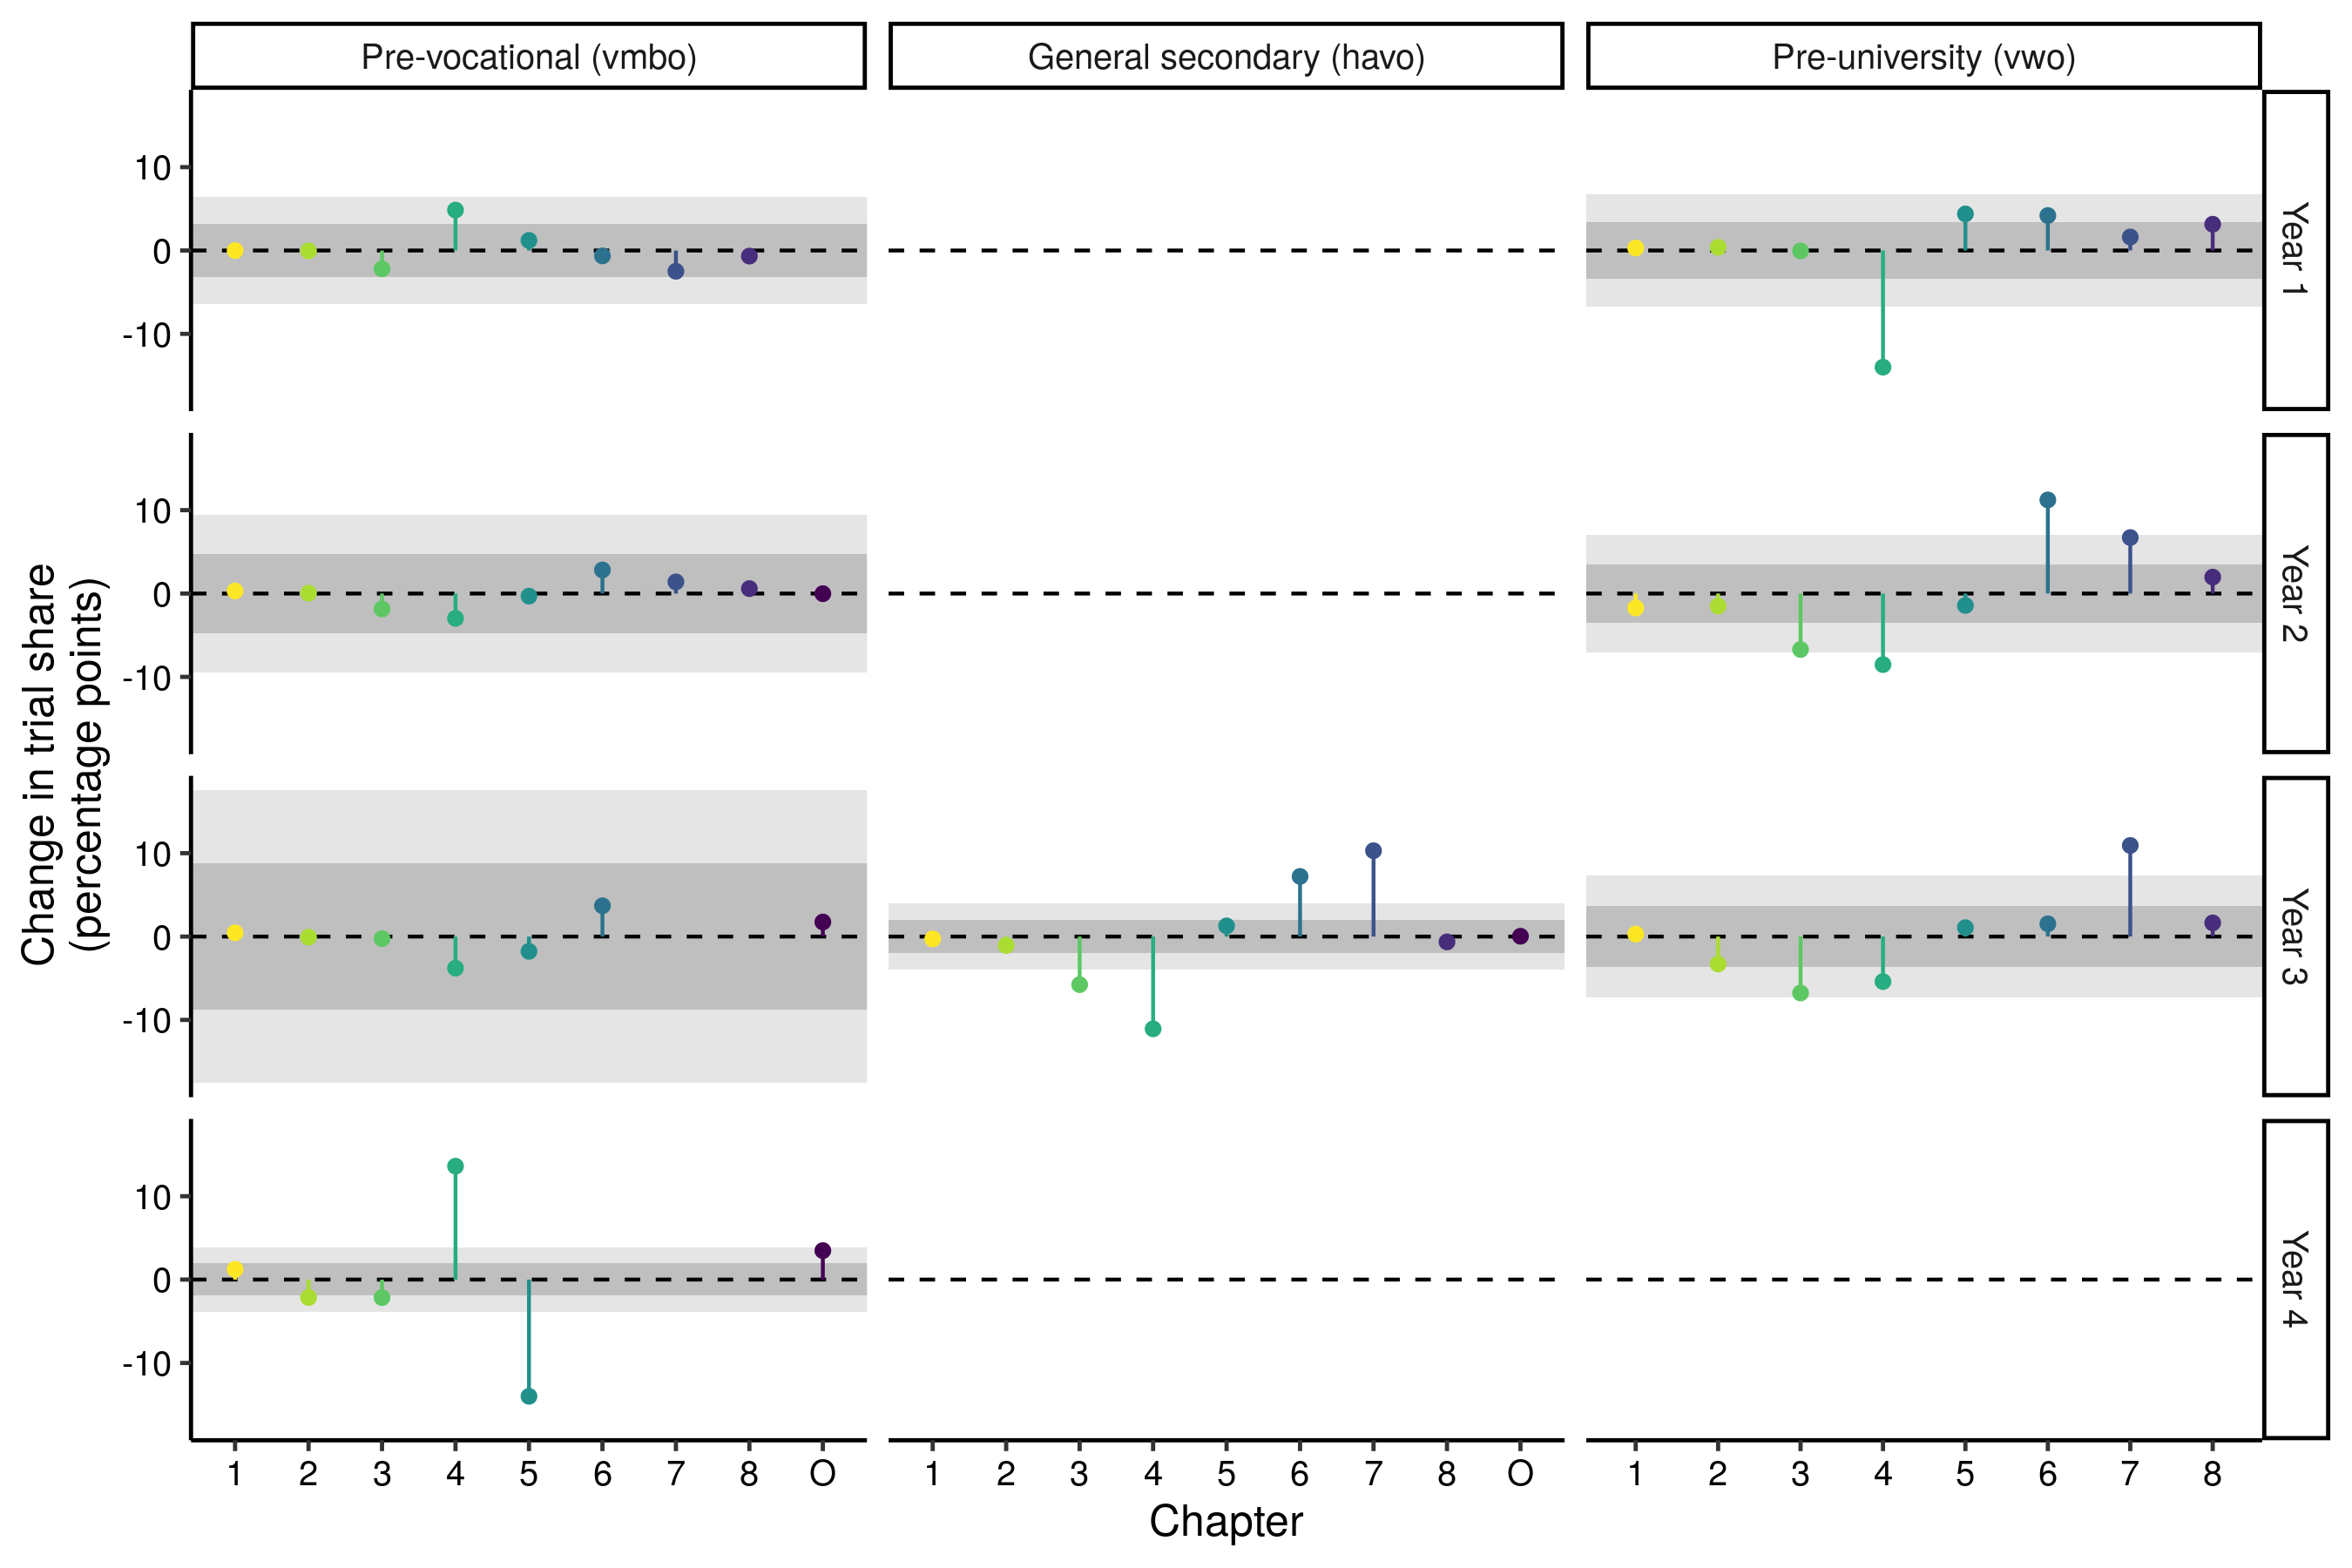 Pre-vocational (vmbo)
General secondary (havo)
Pre-university (vwo)
Change in trial share
(percentage points)
10
0
-10
Year 1
10
0
-10
Year 2
10
0
-10
Year 3
10
0
-10
Year 4
1 2 3 4 5 6 7 8 O
1 2 3 4 5 6 7 8 O
1 2 3 4 5 6 7 8
Chapter